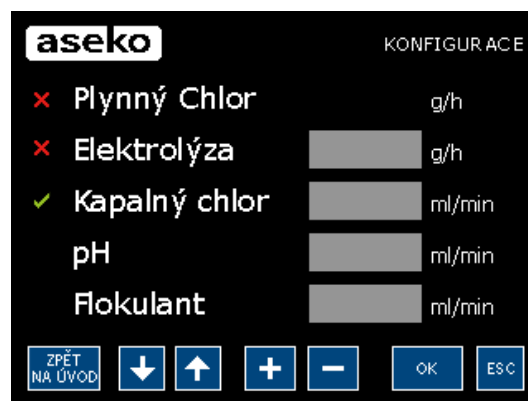 aseko KONFIGURACE
Plynný Chlor g/h
Elektrolýza g/h
Kapalný chlor ml/min
pH ml/min
Flokulant ml/min
ZPĚT
NA ÚVOD
+ − OK ESC